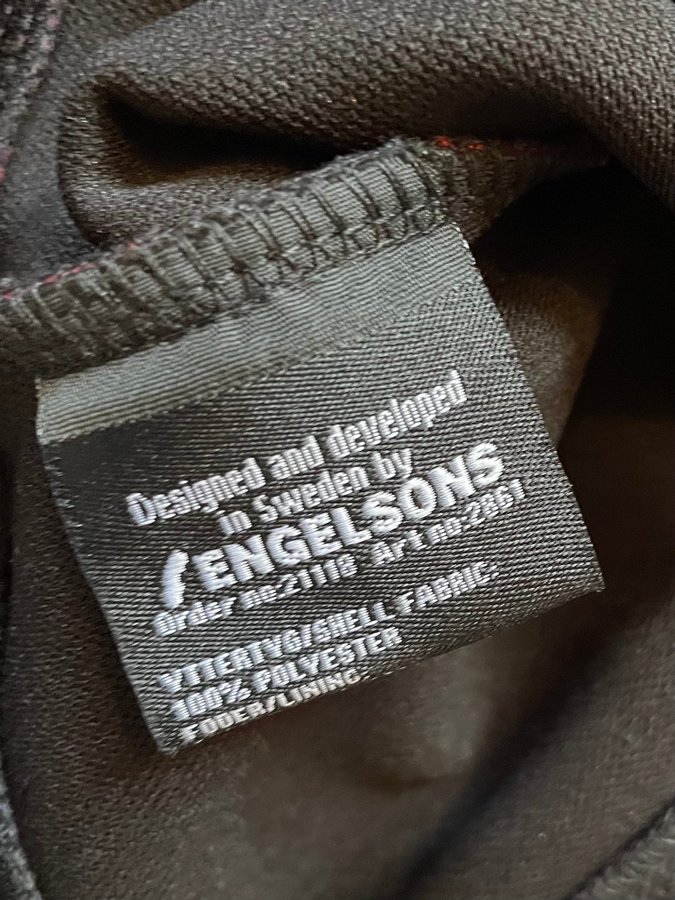 Designed and developed
in Sweden by
ENGELSONS
Order no:21116 Art no-2861
YTTERTYG/SHELL FABRIC:
100% POLYESTER
FODER/LINING: